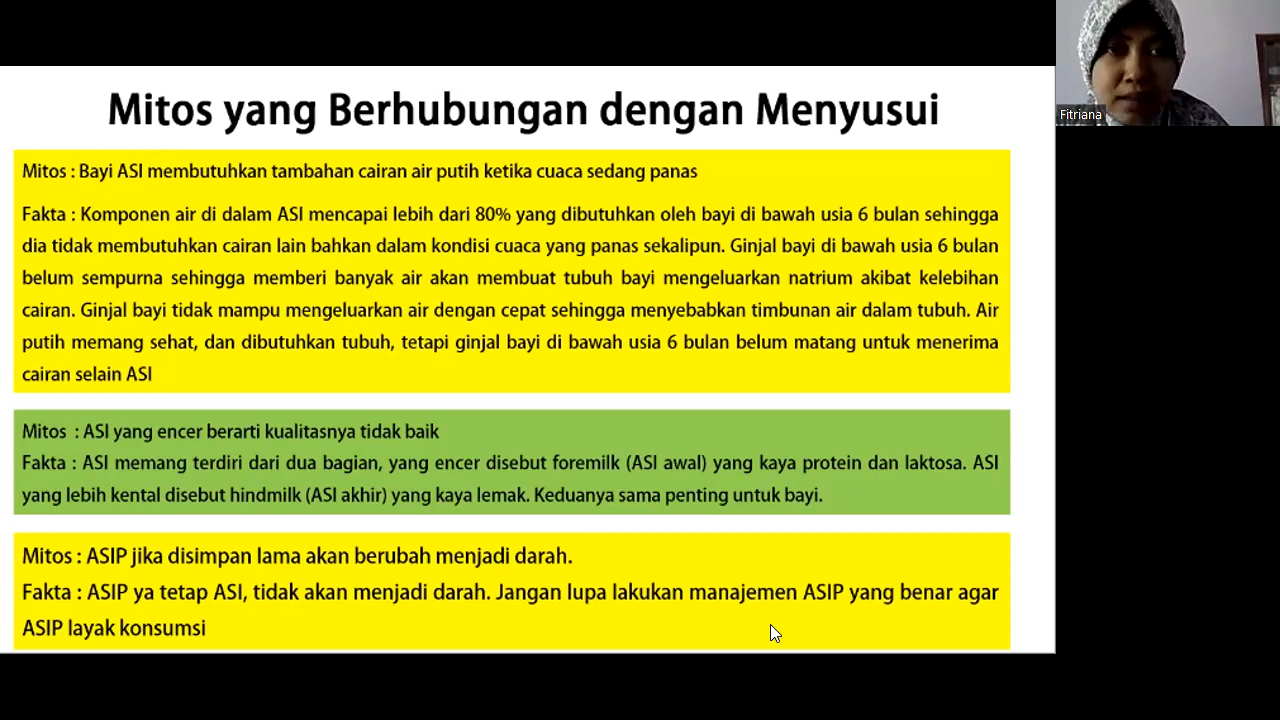 Mitos yang Berhubungan dengan Menyusui
Fitriana
Mitos : Bayi ASI membutuhkan tambahan cairan air putih ketika cuaca sedang panas
Fakta : Komponen air di dalam ASI mencapai lebih dari 80% yang dibutuhkan oleh bayi di bawah usia 6 bulan sehingga
dia tidak membutuhkan cairan lain bahkan dalam kondisi cuaca yang panas sekalipun. Ginjal bayi di bawah usia 6 bulan
belum sempurna sehingga memberi banyak air akan membuat tubuh bayi mengeluarkan natrium akibat kelebihan
cairan. Ginjal bayi tidak mampu mengeluarkan air dengan cepat sehingga menyebabkan timbunan air dalam tubuh. Air
putih memang sehat, dan dibutuhkan tubuh, tetapi ginjal bayi di bawah usia 6 bulan belum matang untuk menerima
cairan selain ASI
Mitos : ASI yang encer berarti kualitasnya tidak baik
Fakta : ASI memang terdiri dari dua bagian, yang encer disebut foremilk (ASI awal) yang kaya protein dan laktosa. ASI
yang lebih kental disebut hindmilk (ASI akhir) yang kaya lemak. Keduanya sama penting untuk bayi.
Mitos : ASIP jika disimpan lama akan berubah menjadi darah.
Fakta : ASIP ya tetap ASI, tidak akan menjadi darah. Jangan lupa lakukan manajemen ASIP yang benar agar
ASIP layak konsumsi